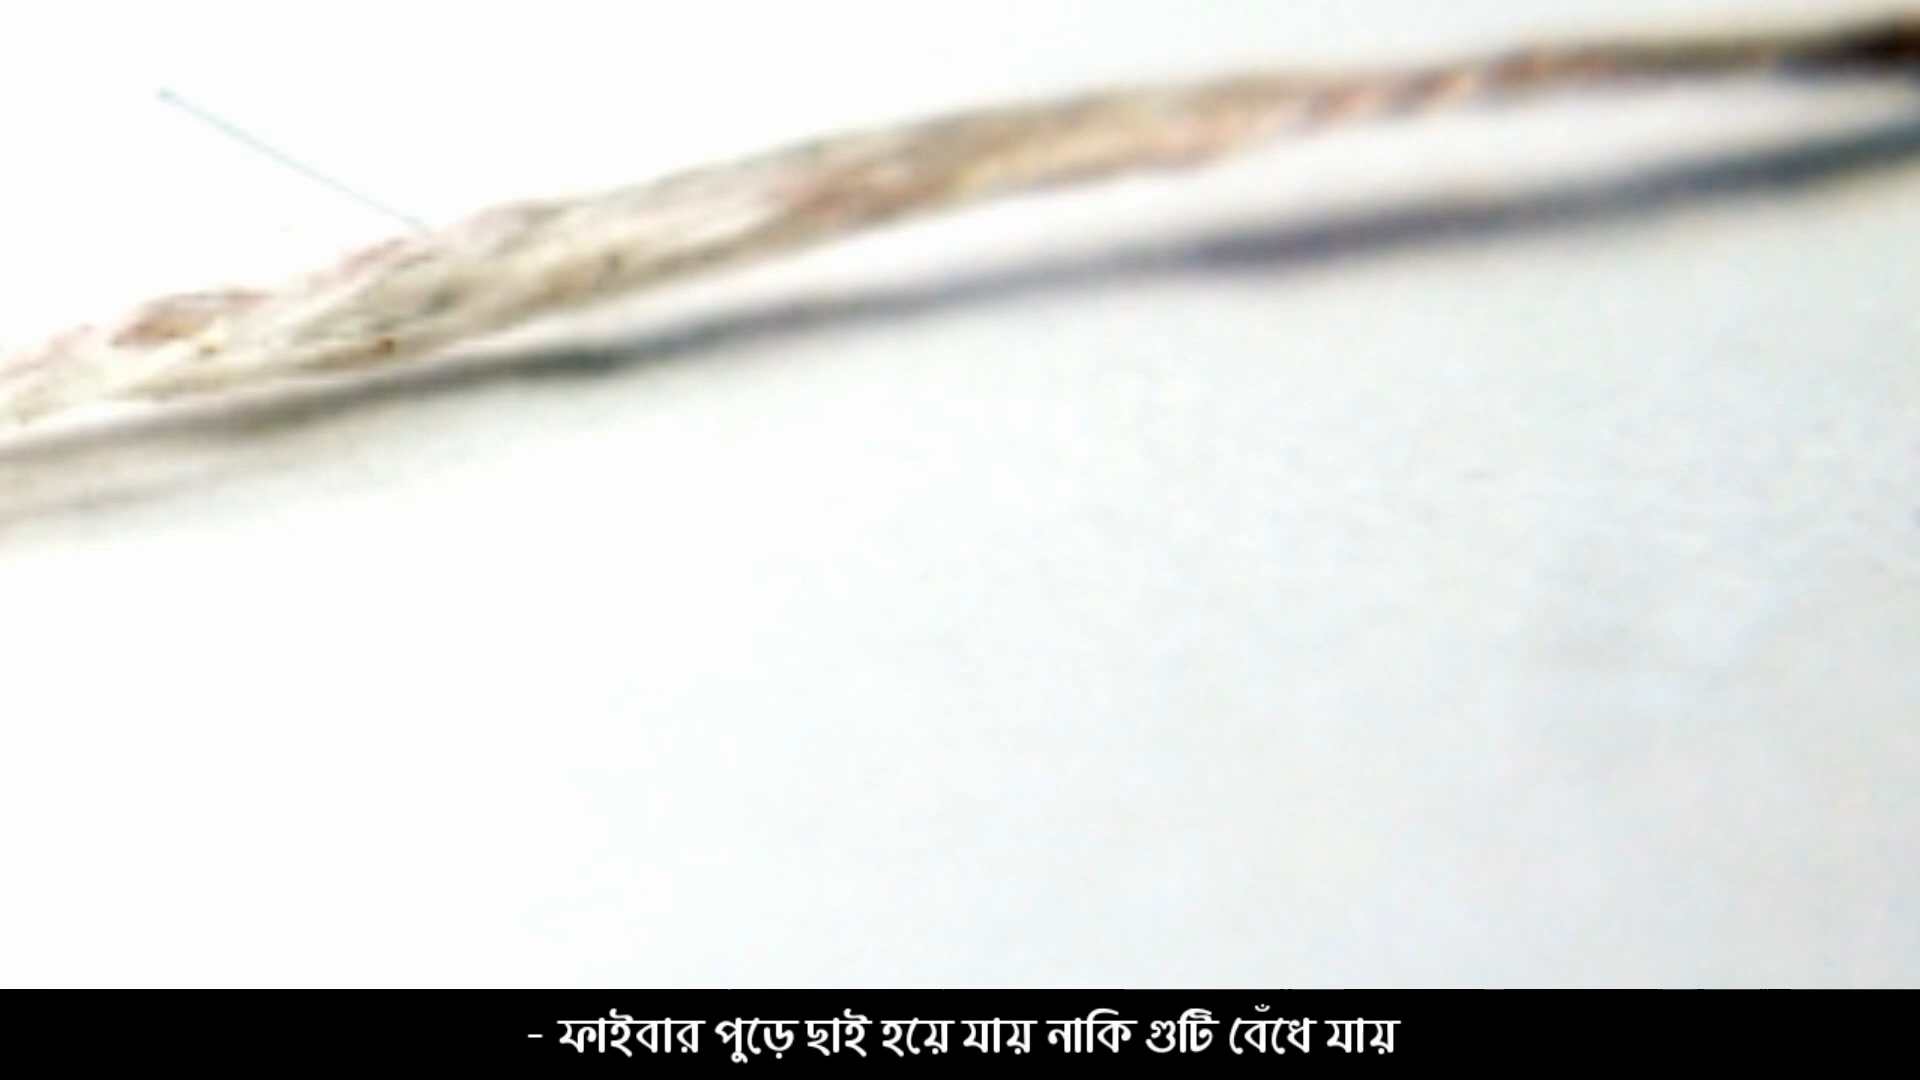 - ফাইবার পুড়ে ছাই হয়ে যায় নাকি গুটি বেঁধে যায়